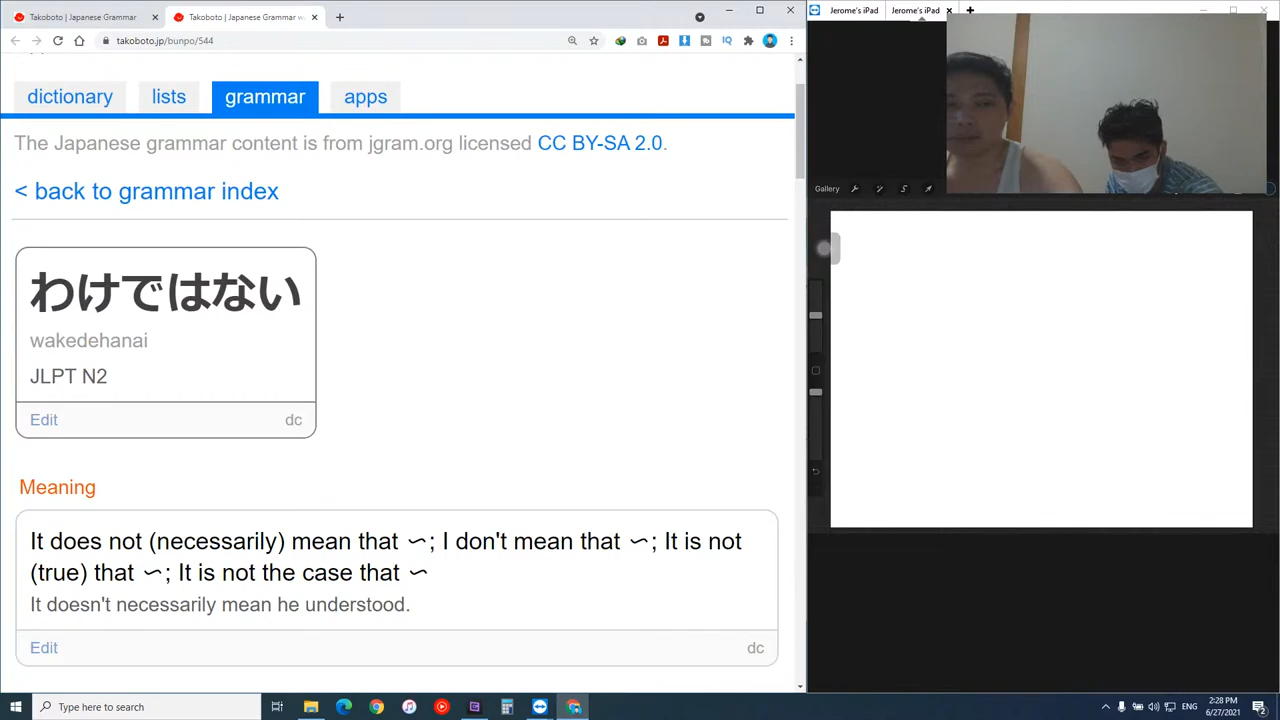 Takoboto | Japanese Grammar
Takoboto | Japanese Grammar w
Jerome's iPad
Jerome's iPad
takoboto.jp/bunpo/544
dictionary
lists
grammar
apps
Gallery
The Japanese grammar content is from jgram.org licensed CC BY-SA 2.0.
< back to grammar index
わけではない
wakedehanai
JLPT N2
Edit
dc
Meaning
It does not (necessarily) mean that 〜; I don't mean that 〜; It is not
(true) that 〜; It is not the case that 〜
It doesn't necessarily mean he understood.
Edit
dc
Type here to search
ENG
2:28 PM
6/27/2021
2